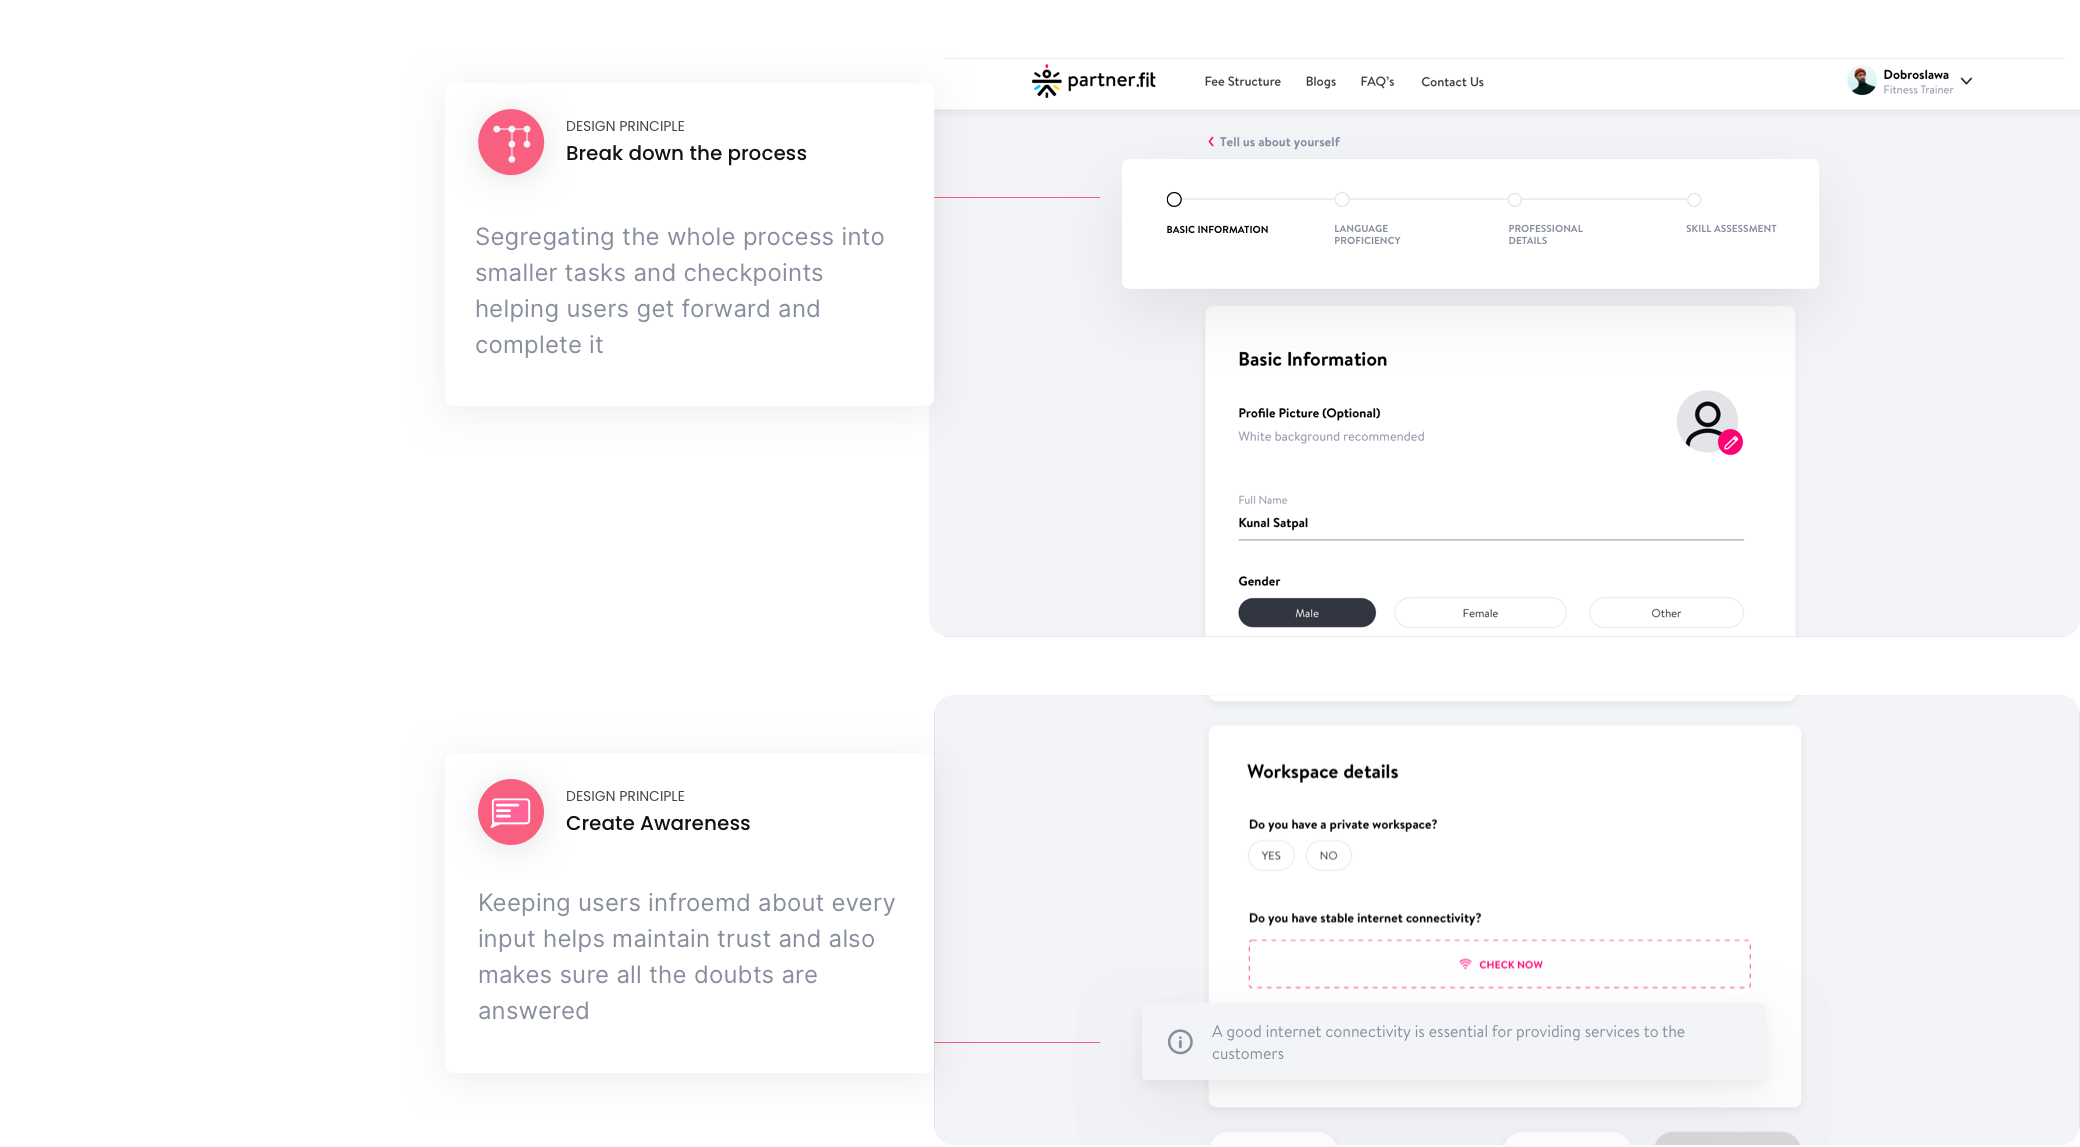 DESIGN PRINCIPLE
Break down the process
Segregating the whole process into
smaller tasks and checkpoints
helping users get forward and
complete it
partner.fit
Fee Structure
Blogs
FAQ's
Contact Us
Dobroslawa
Fitness Trainer
Tell us about yourself
BASIC INFORMATION
LANGUAGE
PROFICIENCY
PROFESSIONAL
DETAILS
SKILL ASSESSMENT
Basic Information
Profile Picture (Optional)
White background recommended
Full Name
Kunal Satpal
Gender
Male
Female
Other
DESIGN PRINCIPLE
Create Awareness
Keeping users infroemd about every
input helps maintain trust and also
makes sure all the doubts are
answered
Workspace details
Do you have a private workspace?
YES
NO
Do you have stable internet connectivity?
CHECK NOW
A good internet connectivity is essential for providing services to the
customers